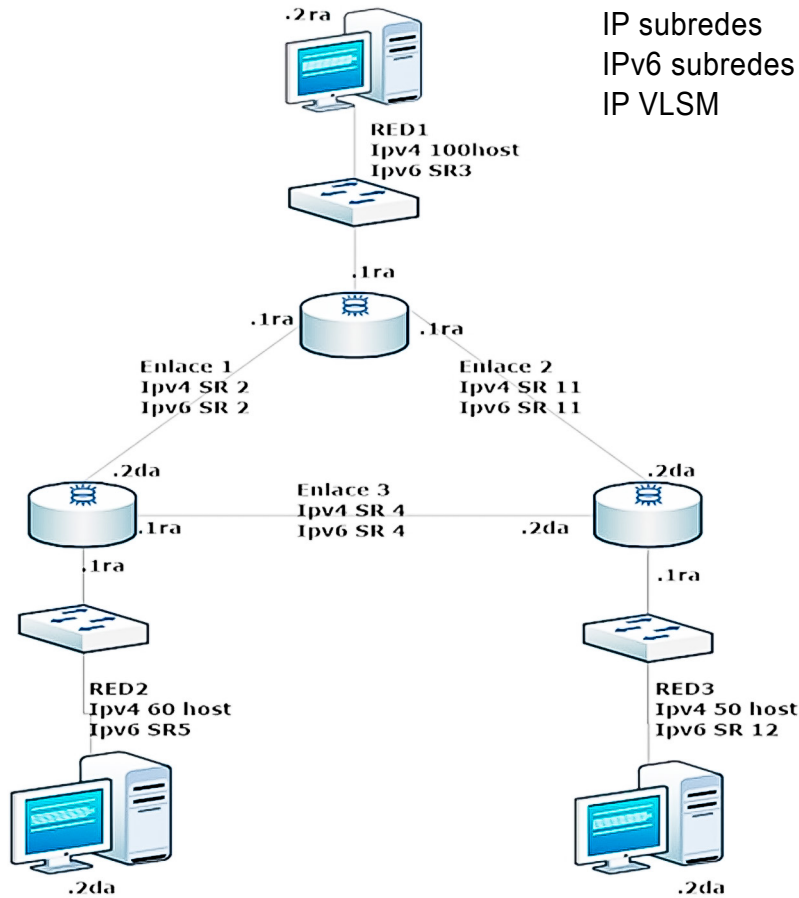 .2ra
IP subredes
IPv6 subredes
IP VLSM
RED1
Ipv4 100host
Ipv6 SR3
.1ra
.1ra
.1ra
Enlace 1
Ipv4 SR 2
Ipv6 SR 2
Enlace 2
Ipv4 SR 11
Ipv6 SR 11
.2da
.2da
Enlace 3
Ipv4 SR 4
Ipv6 SR 4
.1ra
.2da
.1ra
.1ra
RED2
Ipv4 60 host
Ipv6 SR5
RED3
Ipv4 50 host
Ipv6 SR 12
.2da
.2da